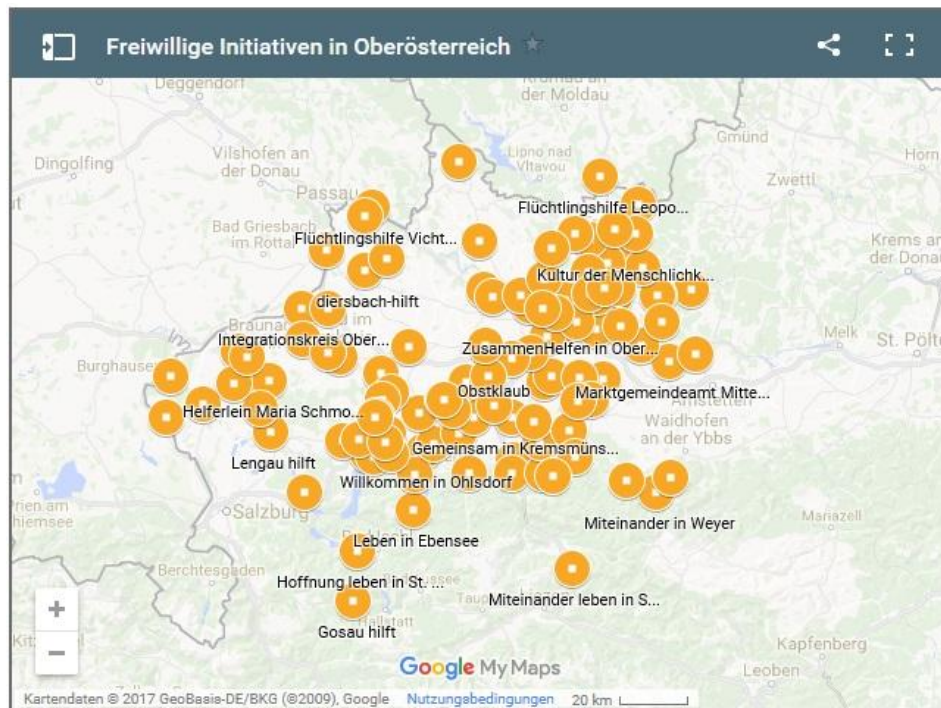 Freiwillige Initiativen in Oberösterreich
Deggendorf
Krumau an
der Moldau
Gmünd
Dingolfing
Vilshofen an
der Donau
Lipno nad
Vltavou
Horn
Zwettl
Passau
Flüchtlingshilfe Leopo...
Bad Griesbach
im Rottal
Flüchtlingshilfe Vicht...
Krems an
der Donau
Kultur der Menschlichk...
diersbach-hilft
Braunau
im
Integrationskreis Ober...
Melk
St. Pölten
ZusammenHelfen in Ober...
Burghausen
Obstklaub
Marktgemeindeamt Mitte...
Amstetten
Helferlein Maria Schmo...
Waidhofen
an der Ybbs
Gemeinsam in Kremsmüns...
Lengau hilft
Willkommen in Ohlsdorf
Salzburg
Miteinander in Weyer
Mariazell
Leben in Ebensee
Berchtesgaden
Hoffnung leben in St. ...
Miteinander leben in S...
Hallstatt
Gosau hilft
Kapfenberg
Leoben
+
−
Google My Maps
Kartendaten © 2017 GeoBasis-DE/BKG (©2009), Google Nutzungsbedingungen 20 km